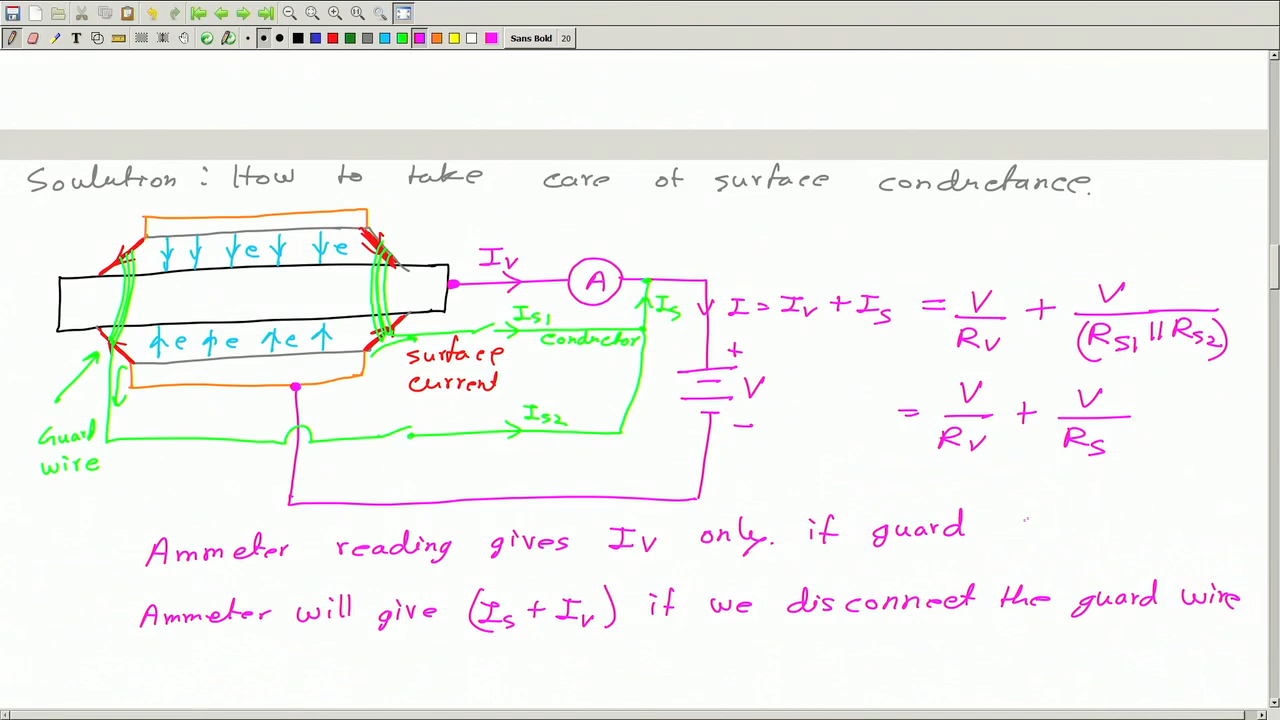 Sans Bold 20
Soulution : How to take care of surface condnctance.
e e
e e e
Iv
A
Is
I = Iv + Is = V/Rv + V/(Rs1 || Rs2)
= V/Rv + V/Rs
Is1
condnctor
+
V
−
surface
current
Is2
Guard
wire
Ammeter reading gives Iv only. if guard
Ammeter will give (Is + Iv) if we disconnect the guard wire